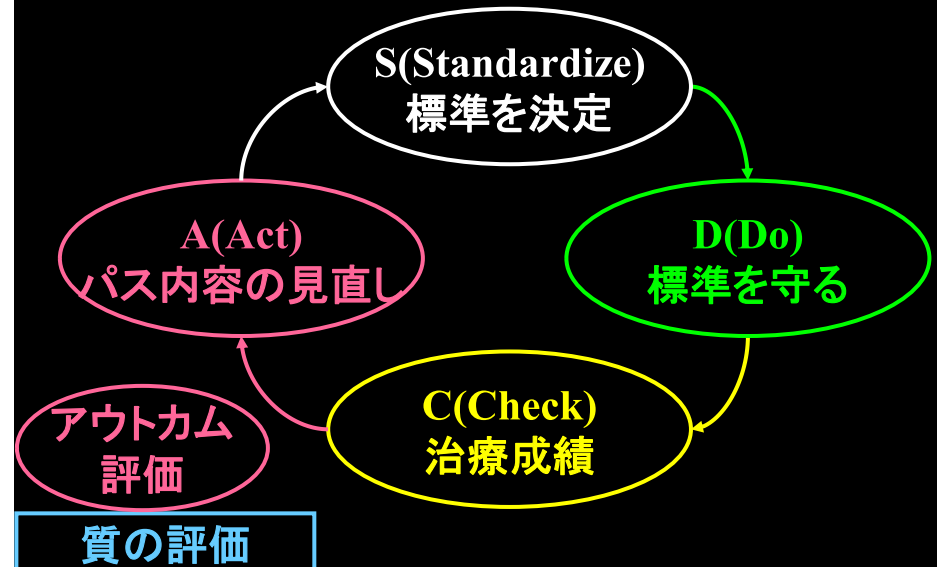 S(Standardize)
標準を決定
A(Act)
パス内容の見直し
D(Do)
標準を守る
C(Check)
治療成績
アウトカム
評価
質の評価